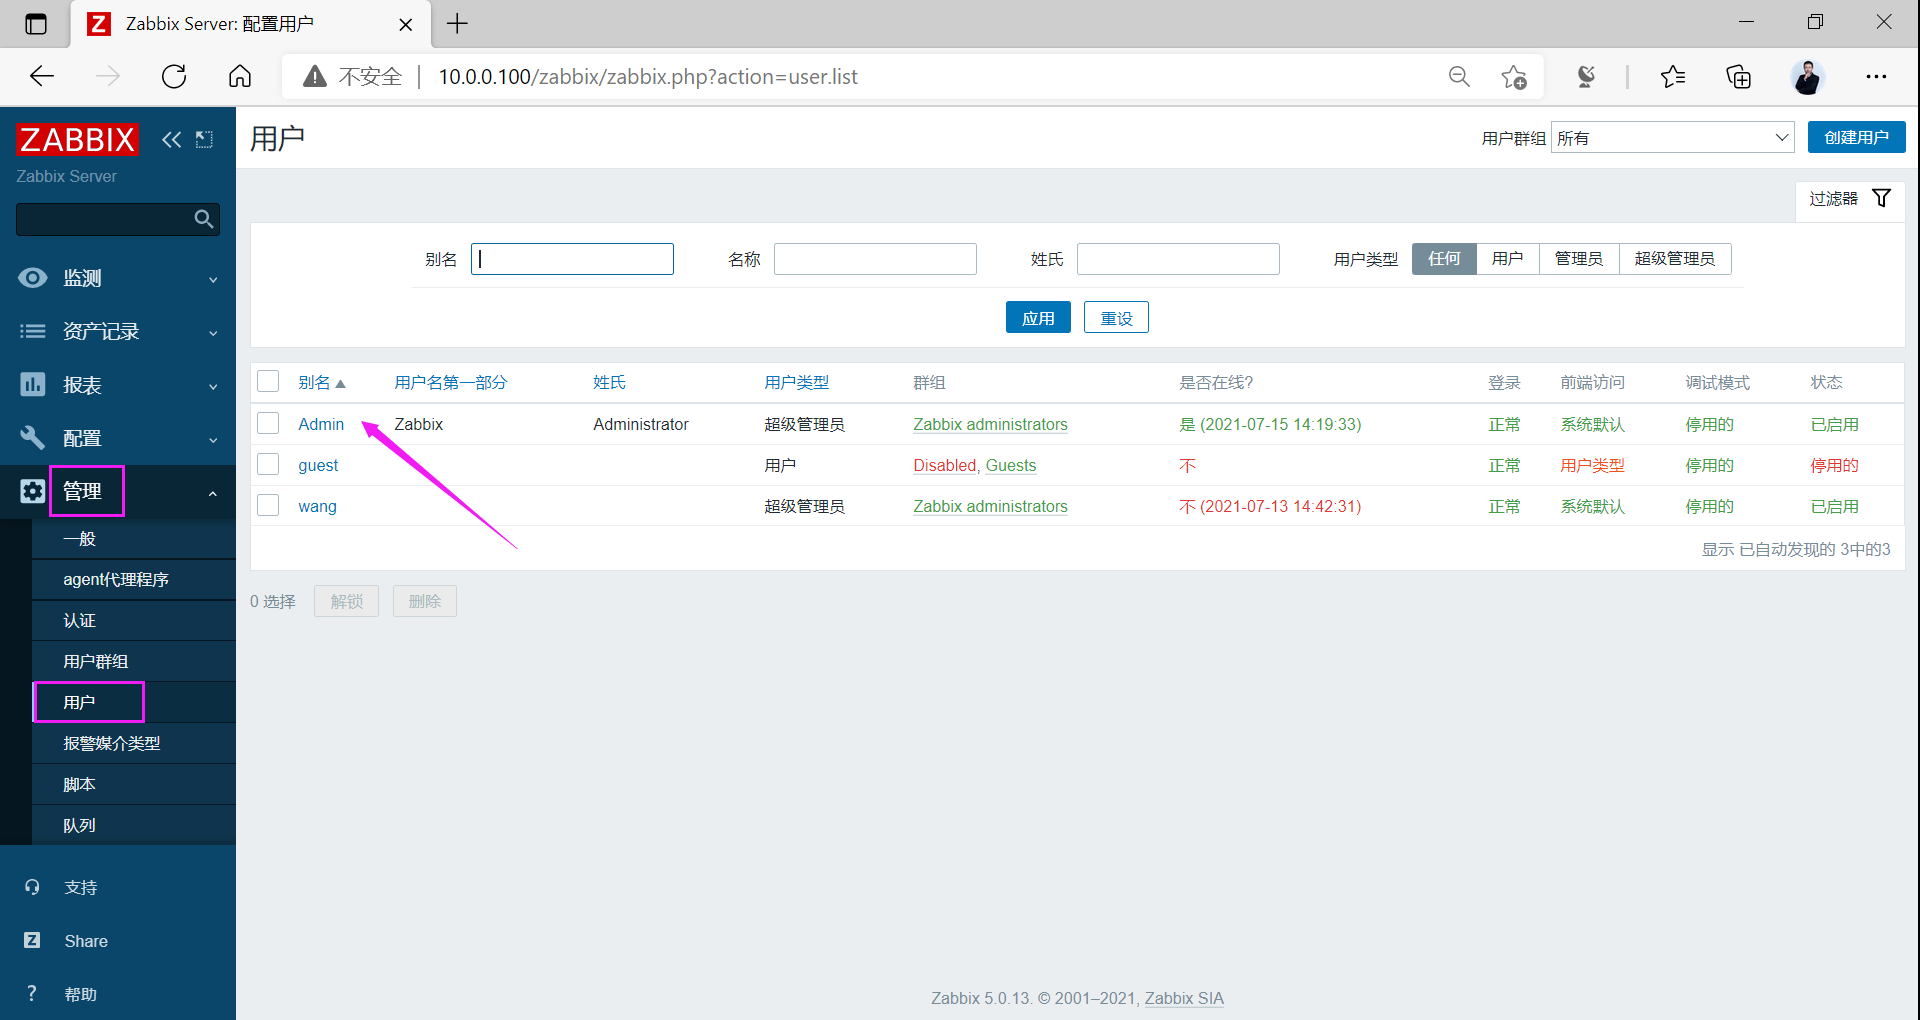 Zabbix Server: 配置用户
不安全 10.0.0.100/zabbix/zabbix.php?action=user.list
ZABBIX
Zabbix Server
监测
资产记录
报表
配置
管理
一般
agent代理程序
认证
用户群组
用户
报警媒介类型
脚本
队列
支持
Share
帮助
用户
用户群组 所有 创建用户
过滤器
别名 名称 姓氏 用户类型 任何 用户 管理员 超级管理员
应用 重设
别名 用户名第一部分 姓氏 用户类型 群组 是否在线? 登录 前端访问 调试模式 状态
Admin Zabbix Administrator 超级管理员 Zabbix administrators 是 (2021-07-15 14:19:33) 正常 系统默认 停用的 已启用
guest 用户 Disabled, Guests 不 正常 用户类型 停用的 停用的
wang 超级管理员 Zabbix administrators 不 (2021-07-13 14:42:31) 正常 系统默认 停用的 已启用
显示 已自动发现的 3中的3
0 选择 解锁 删除
Zabbix 5.0.13. © 2001–2021, Zabbix SIA